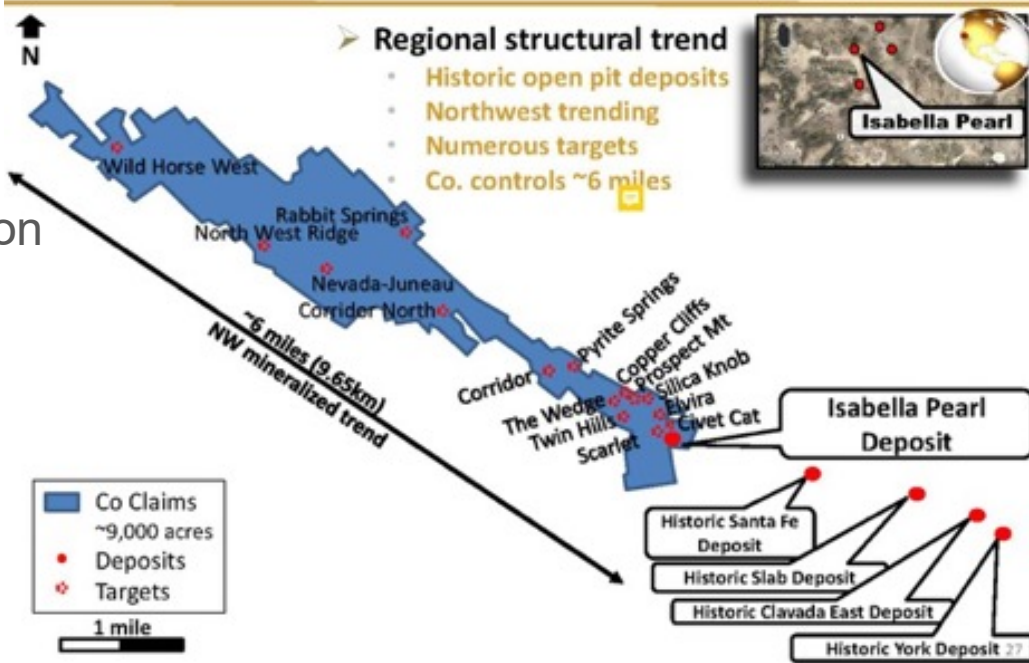 N
➤ Regional structural trend
• Historic open pit deposits
• Northwest trending
• Numerous targets
• Co. controls ~6 miles
Isabella Pearl
on
Wild Horse West
Rabbit Springs
North West Ridge
Nevada-Juneau
Corridor North
~6 miles (9.65km)
NW mineralized trend
Pyrite Springs
Corridor
Copper Cliffs
Prospect Mt
Silica Knob
The Wedge
Elvira
Twin Hills
Civet Cat
Scarlet
Isabella Pearl
Deposit
Co Claims
~9,000 acres
Deposits
Targets
1 mile
Historic Santa Fe
Deposit
Historic Slab Deposit
Historic Clavada East Deposit
Historic York Deposit 27